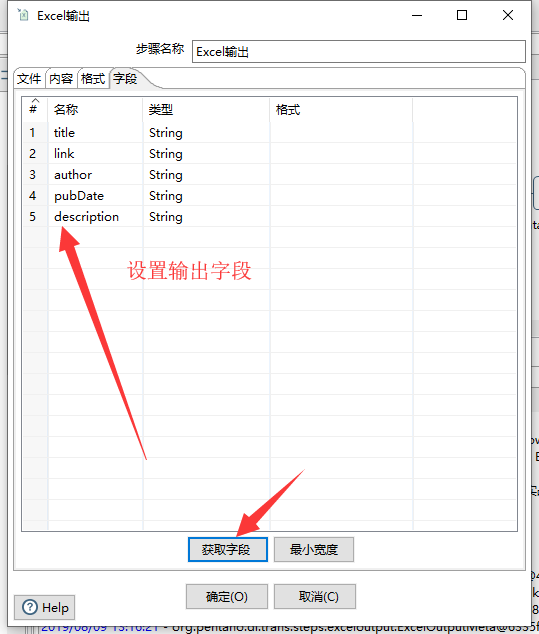 Excel输出
步骤名称 Excel输出
文件 内容 格式 字段
# 名称 类型 格式
1 title String
2 link String
3 author String
4 pubDate String
5 description String
设置输出字段
获取字段 最小宽度
确定(O) 取消(C)
Help
2019/08/09 13:16:21 - org.pentaho.di.trans.steps.exceloutput.ExcelOutputMeta@6535f